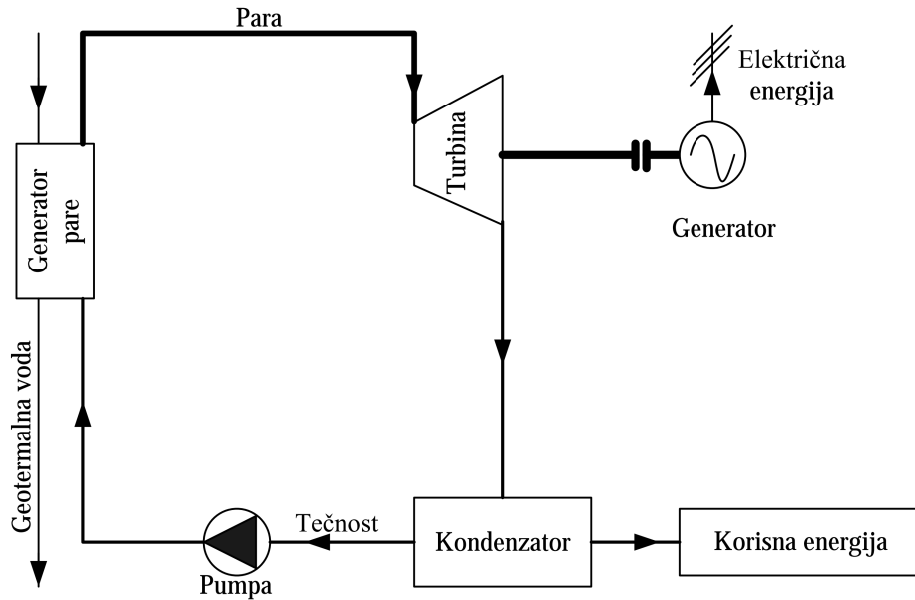 Para
Električna
energija
Turbina
Generator
pare
Generator
Geotermalna voda
Tečnost
Kondenzator
Korisna energija
Pumpa